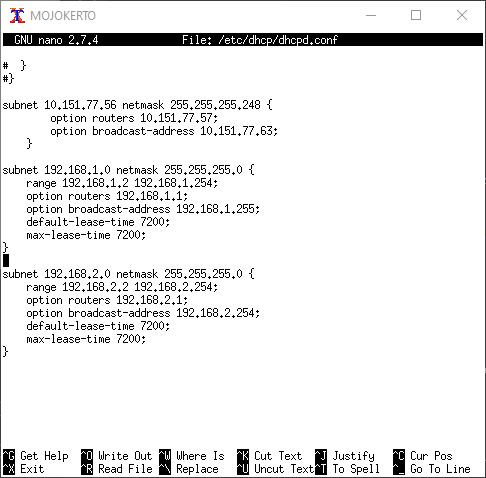 MOJOKERTO
GNU nano 2.7.4 File: /etc/dhcp/dhcpd.conf
#  }
#}
subnet 10.151.77.56 netmask 255.255.255.248 {
option routers 10.151.77.57;
option broadcast-address 10.151.77.63;
}
subnet 192.168.1.0 netmask 255.255.255.0 {
range 192.168.1.2 192.168.1.254;
option routers 192.168.1.1;
option broadcast-address 192.168.1.255;
default-lease-time 7200;
max-lease-time 7200;
}
subnet 192.168.2.0 netmask 255.255.255.0 {
range 192.168.2.2 192.168.2.254;
option routers 192.168.2.1;
option broadcast-address 192.168.2.254;
default-lease-time 7200;
max-lease-time 7200;
}
^G Get Help ^O Write Out ^W Where Is ^K Cut Text ^J Justify ^C Cur Pos
^X Exit ^R Read File ^\ Replace ^U Uncut Text ^T To Spell ^_ Go To Line